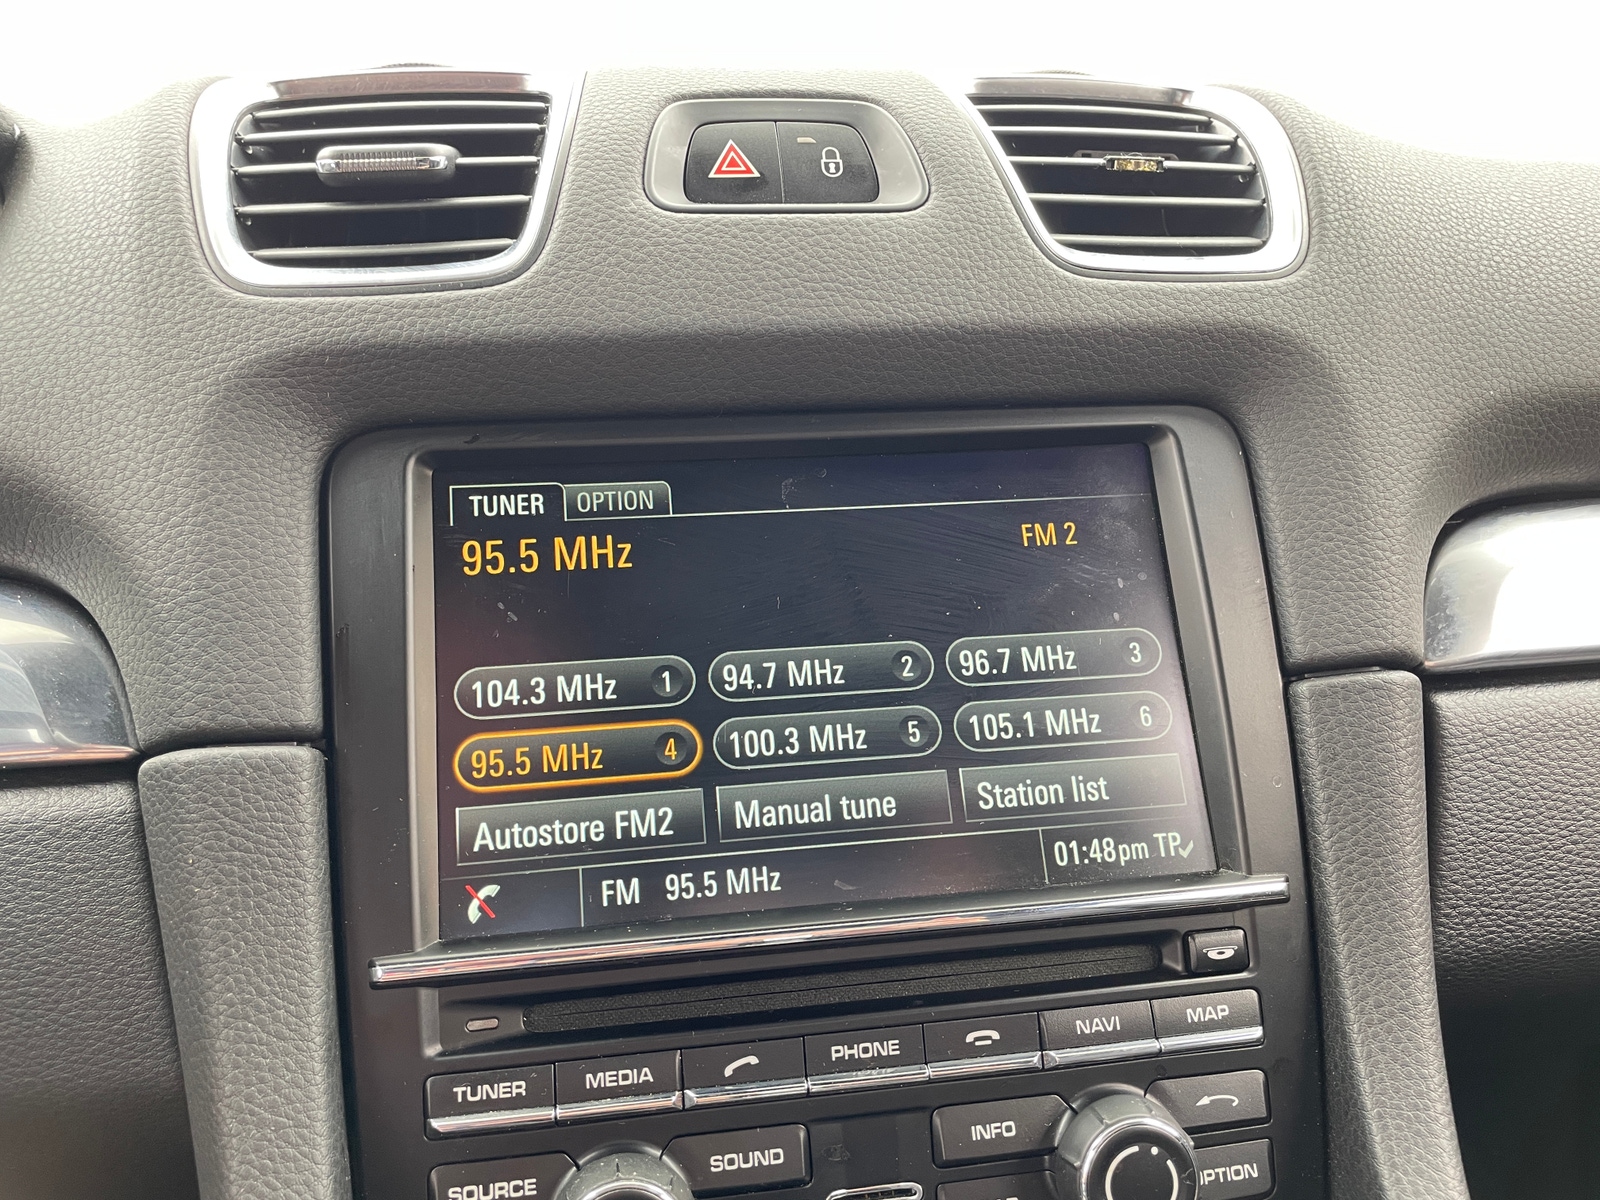 TUNER OPTION
95.5 MHz FM 2
104.3 MHz 1 94.7 MHz 2 96.7 MHz 3
95.5 MHz 4 100.3 MHz 5 105.1 MHz 6
Autostore FM2 Manual tune Station list
FM 95.5 MHz 01:48pm TP
TUNER MEDIA PHONE NAVI MAP
SOURCE SOUND INFO